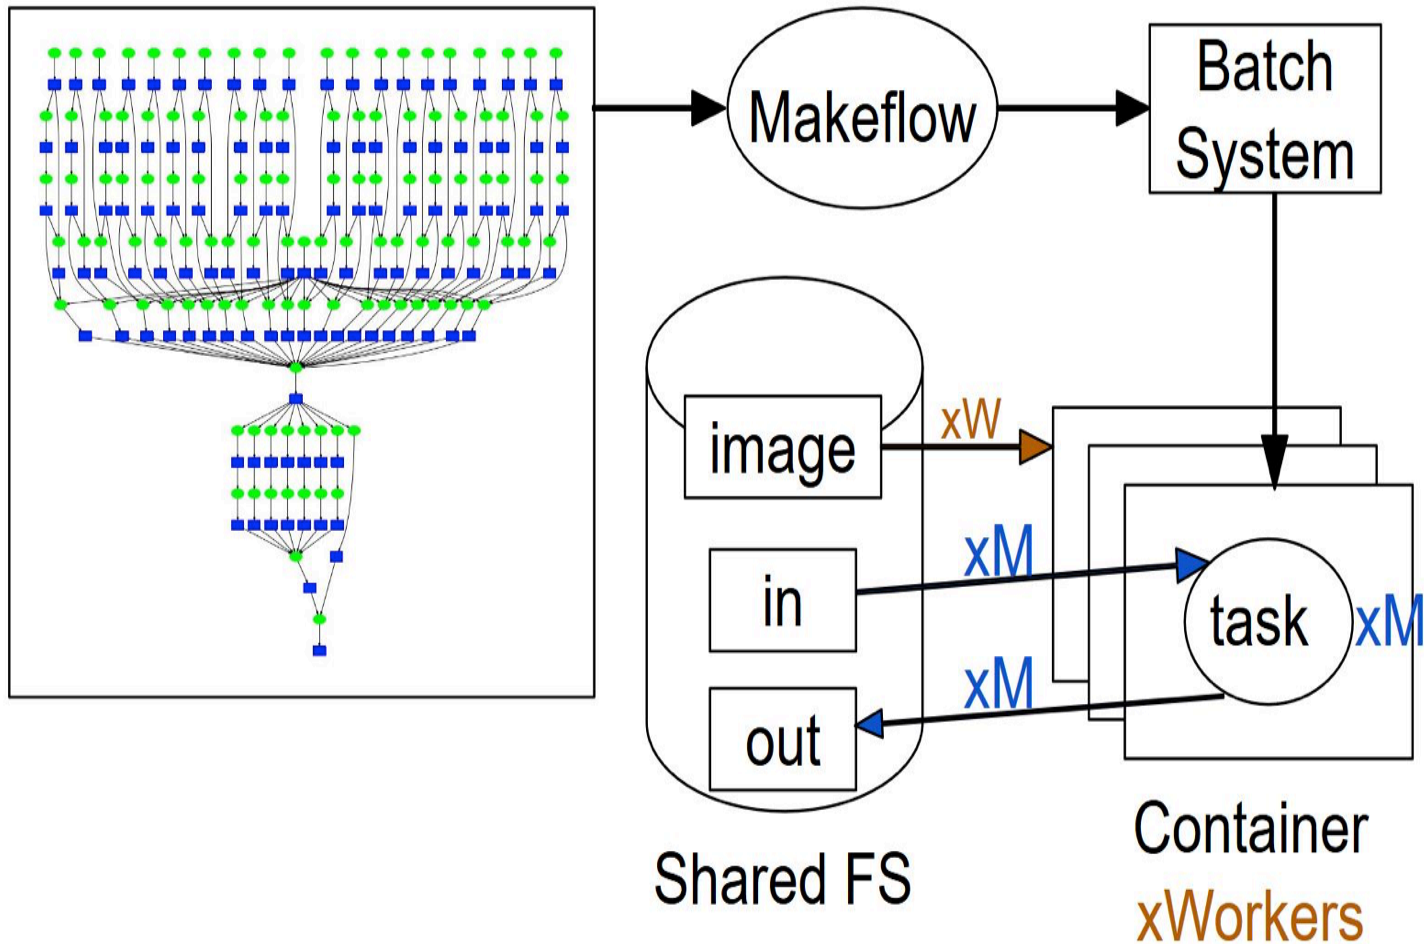 Makeflow
Batch
System
image
xW
in
xM
task
xM
out
xM
Shared FS
Container
xWorkers